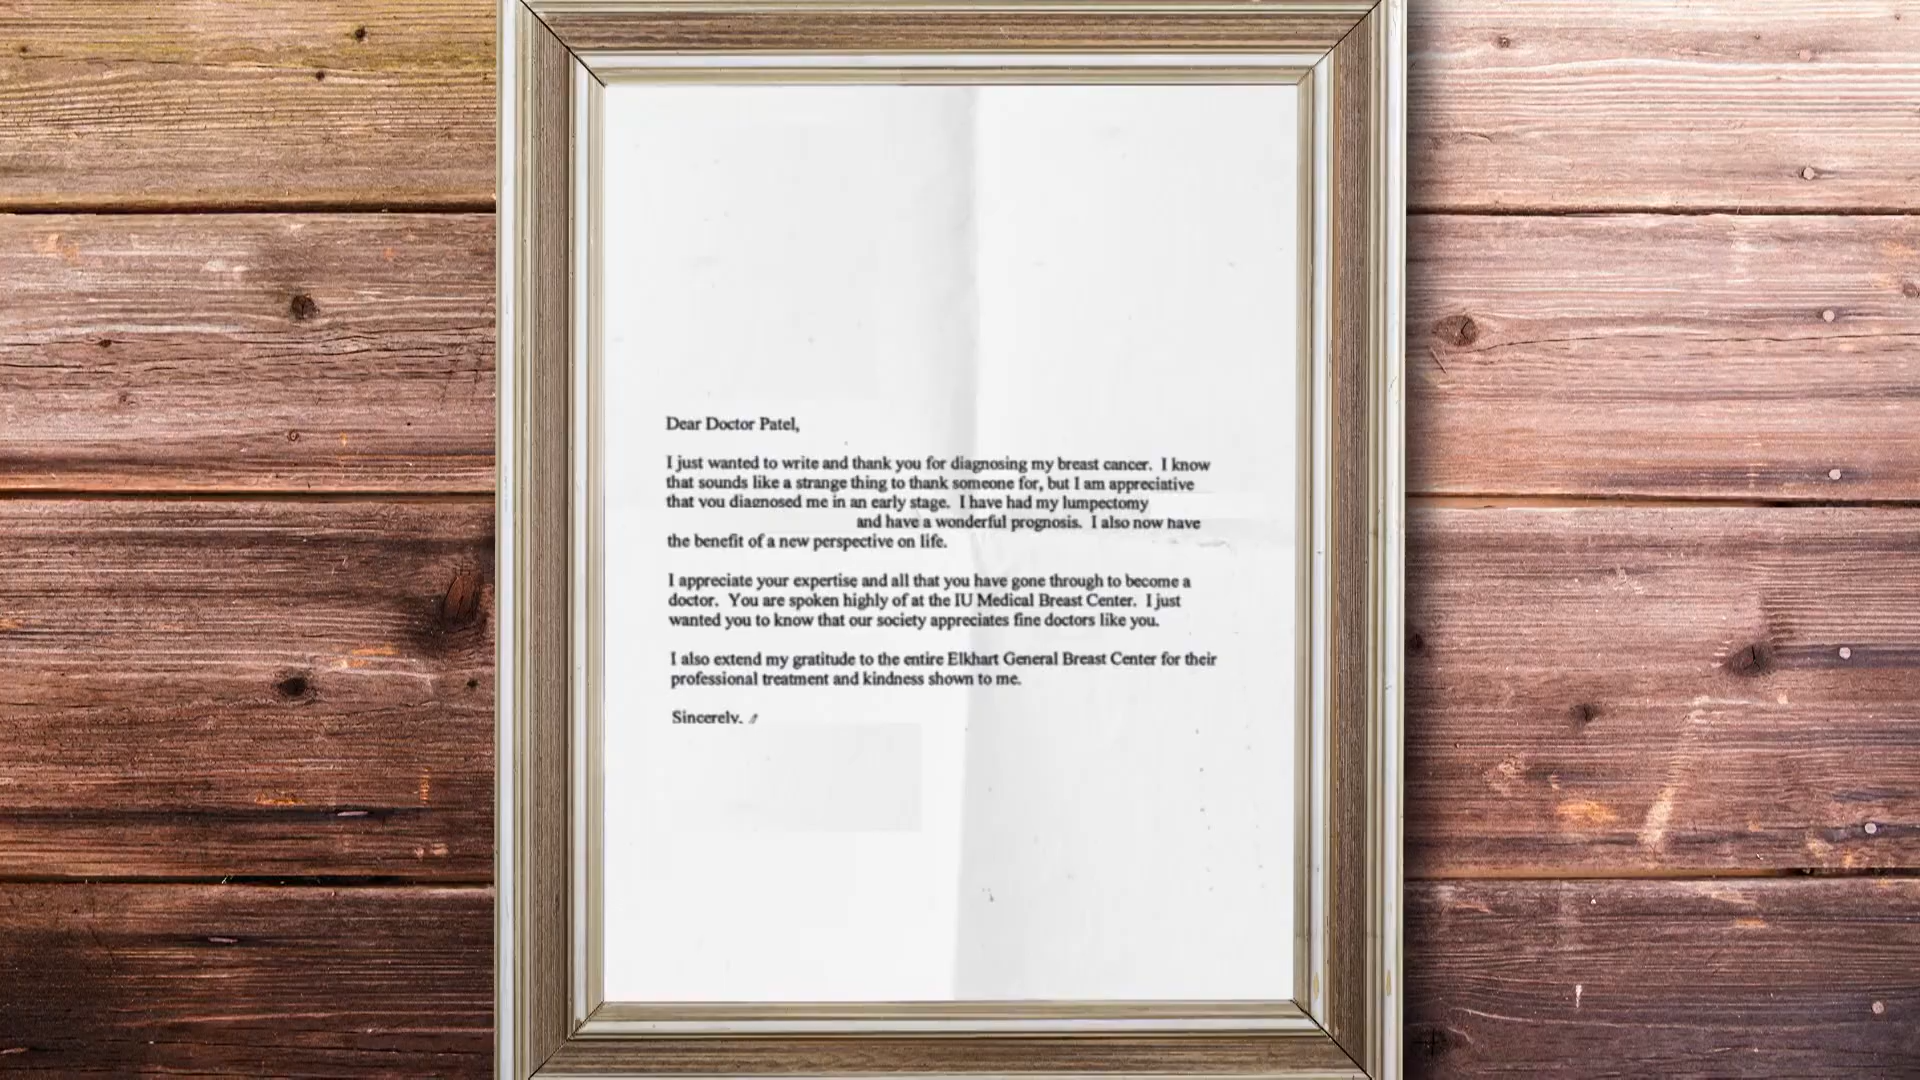 Dear Doctor Patel,
I just wanted to write and thank you for diagnosing my breast cancer. I know
that sounds like a strange thing to thank someone for, but I am appreciative
that you diagnosed me in an early stage. I have had my lumpectomy
and have a wonderful prognosis. I also now have
the benefit of a new perspective on life.
I appreciate your expertise and all that you have gone through to become a
doctor. You are spoken highly of at the IU Medical Breast Center. I just
wanted you to know that our society appreciates fine doctors like you.
I also extend my gratitude to the entire Elkhart General Breast Center for their
professional treatment and kindness shown to me.
Sincerely,